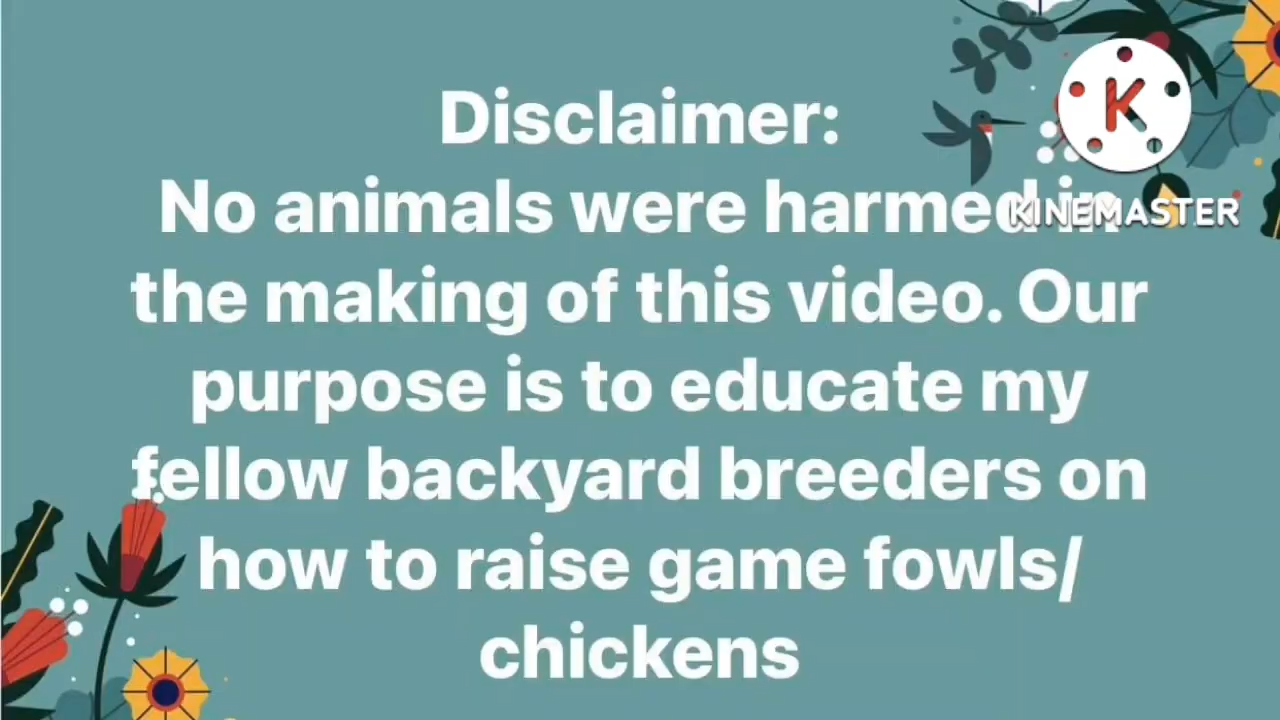 Disclaimer:
No animals were harmed in
the making of this video. Our
purpose is to educate my
fellow backyard breeders on
how to raise game fowls/
chickens
K
KINEMASTER